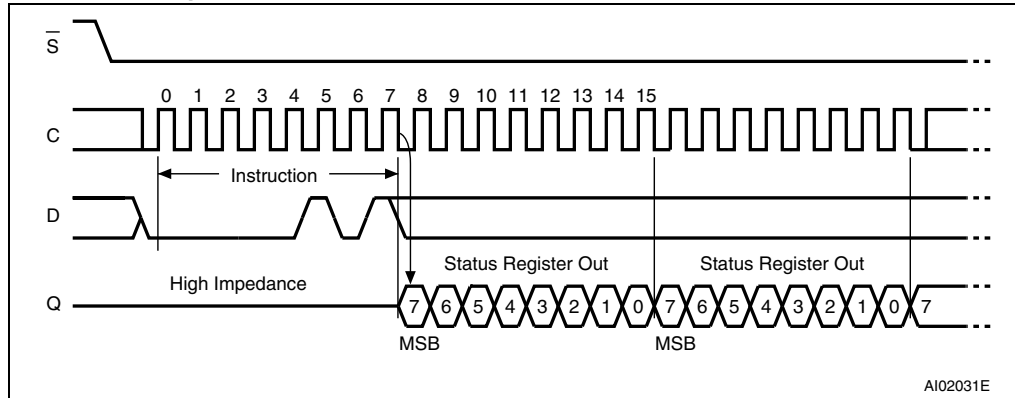 S
0 1 2 3 4 5 6 7 8 9 10 11 12 13 14 15
C
Instruction
D
Status Register Out Status Register Out
High Impedance
Q 7 6 5 4 3 2 1 0 7 6 5 4 3 2 1 0 7
MSB MSB
AI02031E